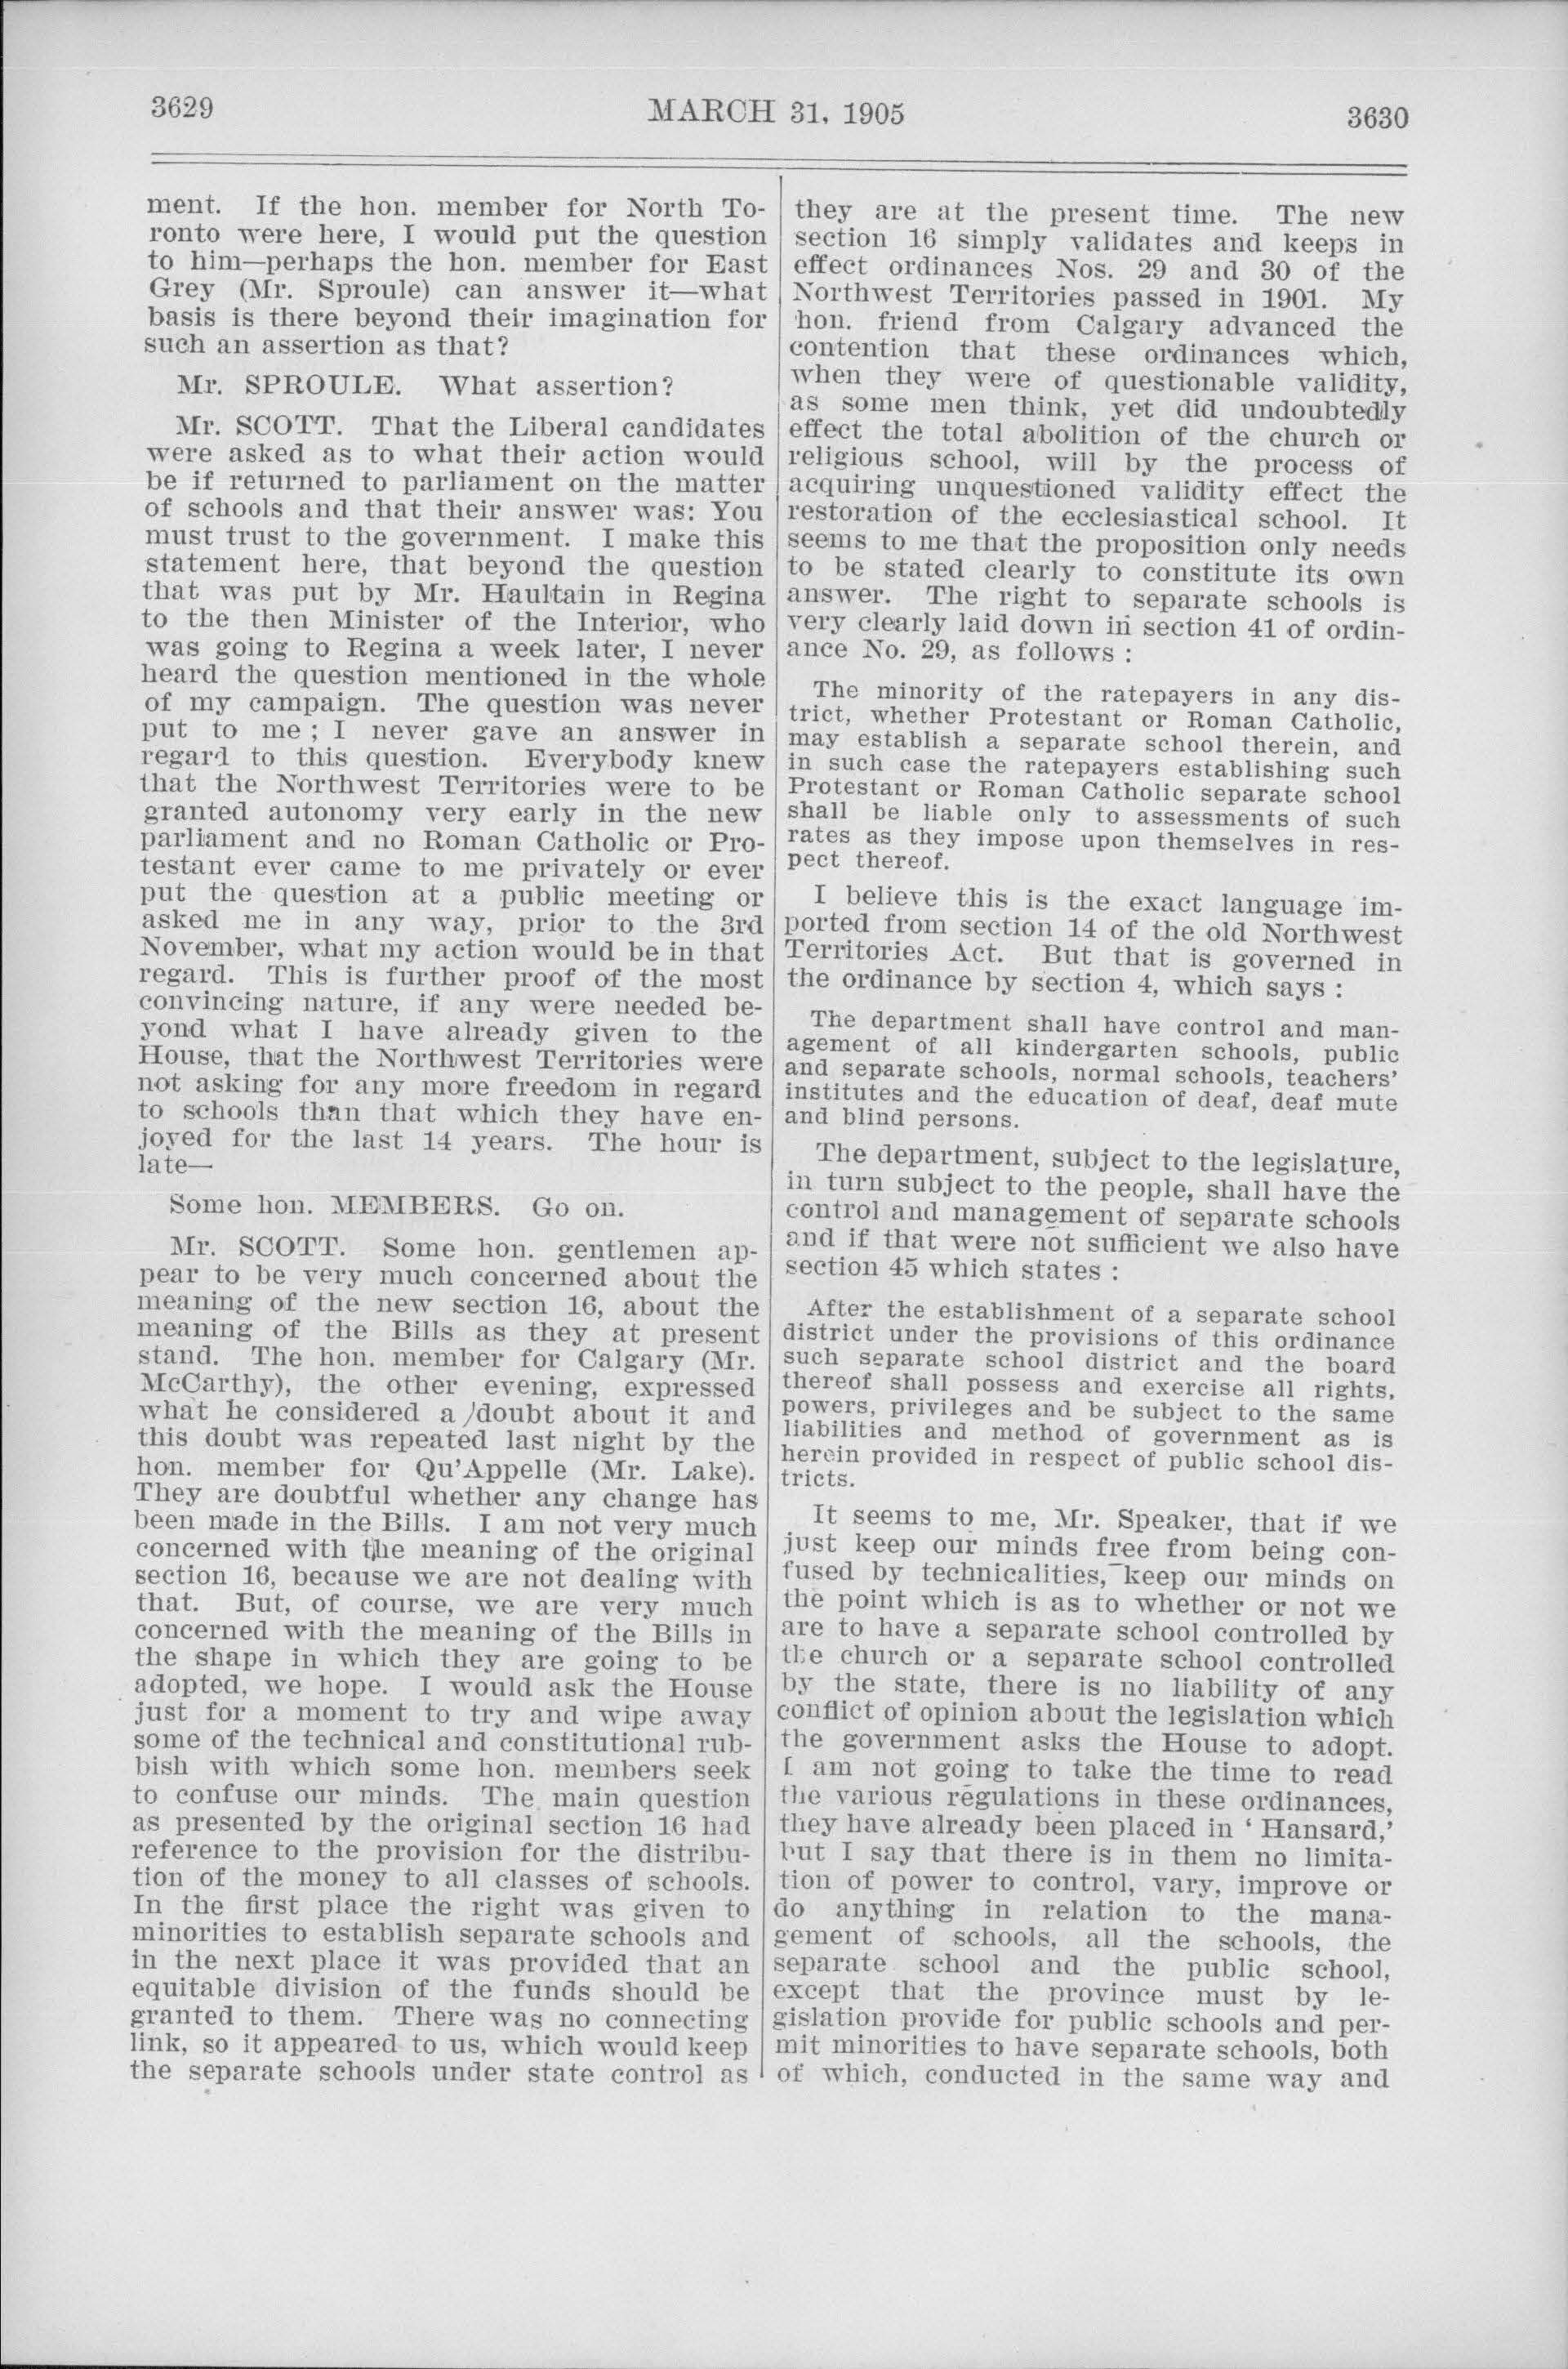 3629
MARCH 31, 1905
3630
ment. If the hon. member for North To-
ronto were here, I would put the question
to him—perhaps the hon. member for East
Grey (Mr. Sproule) can answer it—what
basis is there beyond their imagination for
such an assertion as that?
Mr. SPROULE. What assertion?
Mr. SCOTT. That the Liberal candidates
were asked as to what their action would
be if returned to parliament on the matter
of schools and that their answer was: You
must trust to the government. I make this
statement here, that beyond the question
that was put by Mr. Haultain in Regina
to the then Minister of the Interior, who
was going to Regina a week later, I never
heard the question mentioned in the whole
of my campaign. The question was never
put to me ; I never gave an answer in
regard to this question. Everybody knew
that the Northwest Territories were to be
granted autonomy very early in the new
parliament and no Roman Catholic or Pro-
testant ever came to me privately or ever
put the question at a public meeting or
asked me in any way, prior to the 3rd
November, what my action would be in that
regard. This is further proof of the most
convincing nature, if any were needed be-
yond what I have already given to the
House, that the Northwest Territories were
not asking for any more freedom in regard
to schools than that which they have en-
joyed for the last 14 years. The hour is
late—
Some hon. MEMBERS. Go on.
Mr. SCOTT. Some hon. gentlemen ap-
pear to be very much concerned about the
meaning of the new section 16, about the
meaning of the Bills as they at present
stand. The hon. member for Calgary (Mr.
McCarthy), the other evening, expressed
what he considered a doubt about it and
this doubt was repeated last night by the
hon. member for Qu'Appelle (Mr. Lake).
They are doubtful whether any change has
been made in the Bills. I am not very much
concerned with the meaning of the original
section 16, because we are not dealing with
that. But, of course, we are very much
concerned with the meaning of the Bills in
the shape in which they are going to be
adopted, we hope. I would ask the House
just for a moment to try and wipe away
some of the technical and constitutional rub-
bish with which some hon. members seek
to confuse our minds. The main question
as presented by the original section 16 had
reference to the provision for the distribu-
tion of the money to all classes of schools.
In the first place the right was given to
minorities to establish separate schools and
in the next place it was provided that an
equitable division of the funds should be
granted to them. There was no connecting
link, so it appeared to us, which would keep
the separate schools under state control as
they are at the present time. The new
section 16 simply validates and keeps in
effect ordinances Nos. 29 and 30 of the
Northwest Territories passed in 1901. My
hon. friend from Calgary advanced the
contention that these ordinances which,
when they were of questionable validity,
as some men think, yet did undoubtedly
effect the total abolition of the church or
religious school, will by the process of
acquiring unquestioned validity effect the
restoration of the ecclesiastical school. It
seems to me that the proposition only needs
to be stated clearly to constitute its own
answer. The right to separate schools is
very clearly laid down in section 41 of ordin-
ance No. 29, as follows :
The minority of the ratepayers in any dis-
trict, whether Protestant or Roman Catholic,
may establish a separate school therein, and
in such case the ratepayers establishing such
Protestant or Roman Catholic separate school
shall be liable only to assessments of such
rates as they impose upon themselves in res-
pect thereof.
I believe this is the exact language im-
ported from section 14 of the old Northwest
Territories Act. But that is governed in
the ordinance by section 4, which says :
The department shall have control and man-
agement of all kindergarten schools, public
and separate schools, normal schools, teachers'
institutes and the education of deaf, deaf mute
and blind persons.
The department, subject to the legislature,
in turn subject to the people, shall have the
control and management of separate schools
and if that were not sufficient we also have
section 45 which states :
After the establishment of a separate school
district under the provisions of this ordinance
such separate school district and the board
thereof shall possess and exercise all rights,
powers, privileges and be subject to the same
liabilities and method of government as is
herein provided in respect of public school dis-
tricts.
It seems to me, Mr. Speaker, that if we
just keep our minds free from being con-
fused by technicalities, keep our minds on
the point which is as to whether or not we
are to have a separate school controlled by
the church or a separate school controlled
by the state, there is no liability of any
conflict of opinion about the legislation which
the government asks the House to adopt.
I am not going to take the time to read
the various regulations in these ordinances,
they have already been placed in ' Hansard,'
but I say that there is in them no limita-
tion of power to control, vary, improve or
do anything in relation to the mana-
gement of schools, all the schools, the
separate school and the public school,
except that the province must by le-
gislation provide for public schools and per-
mit minorities to have separate schools, both
of which, conducted in the same way and